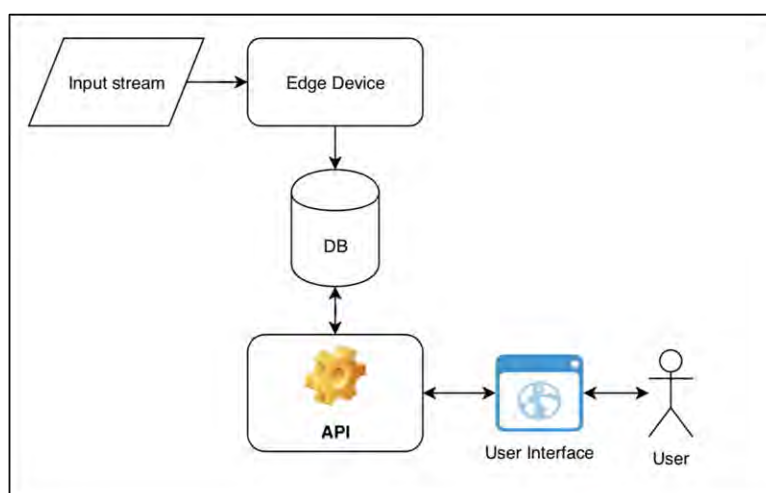 Input stream
Edge Device
DB
API
User Interface
User